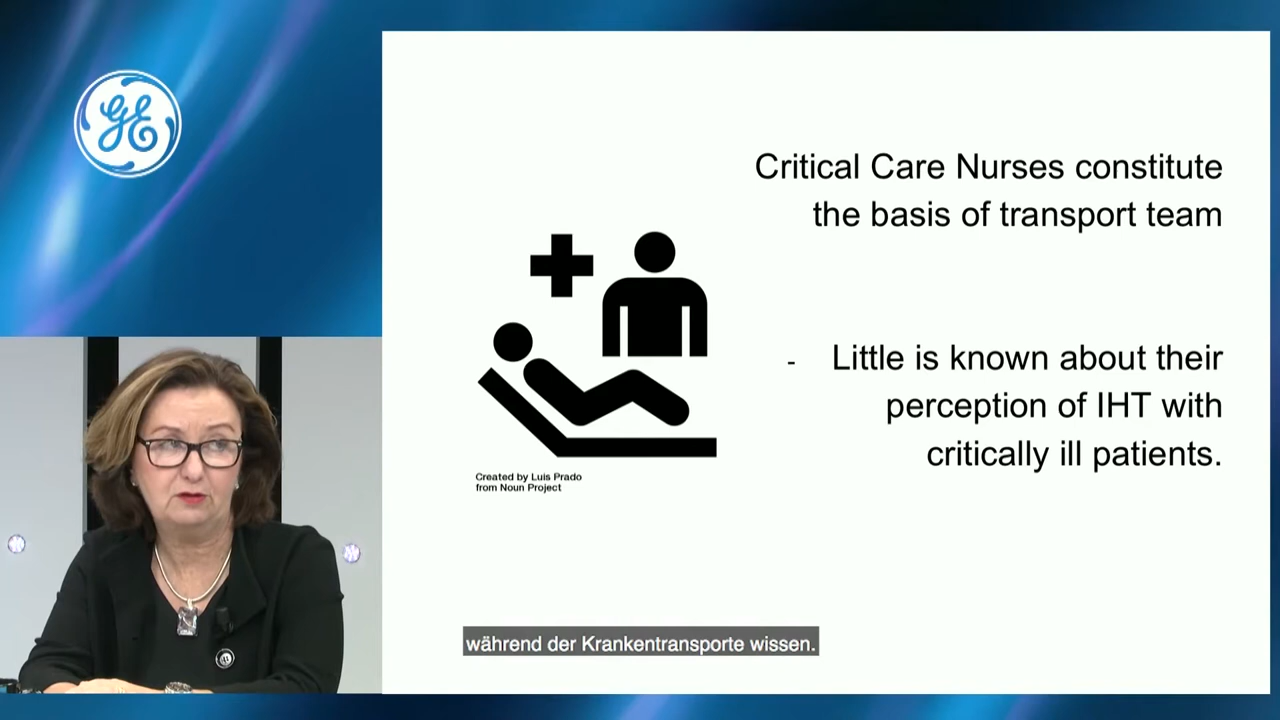 GE
Critical Care Nurses constitute
the basis of transport team
- Little is known about their
perception of IHT with
critically ill patients.
Created by Luis Prado
from Noun Project
während der Krankentransporte wissen.